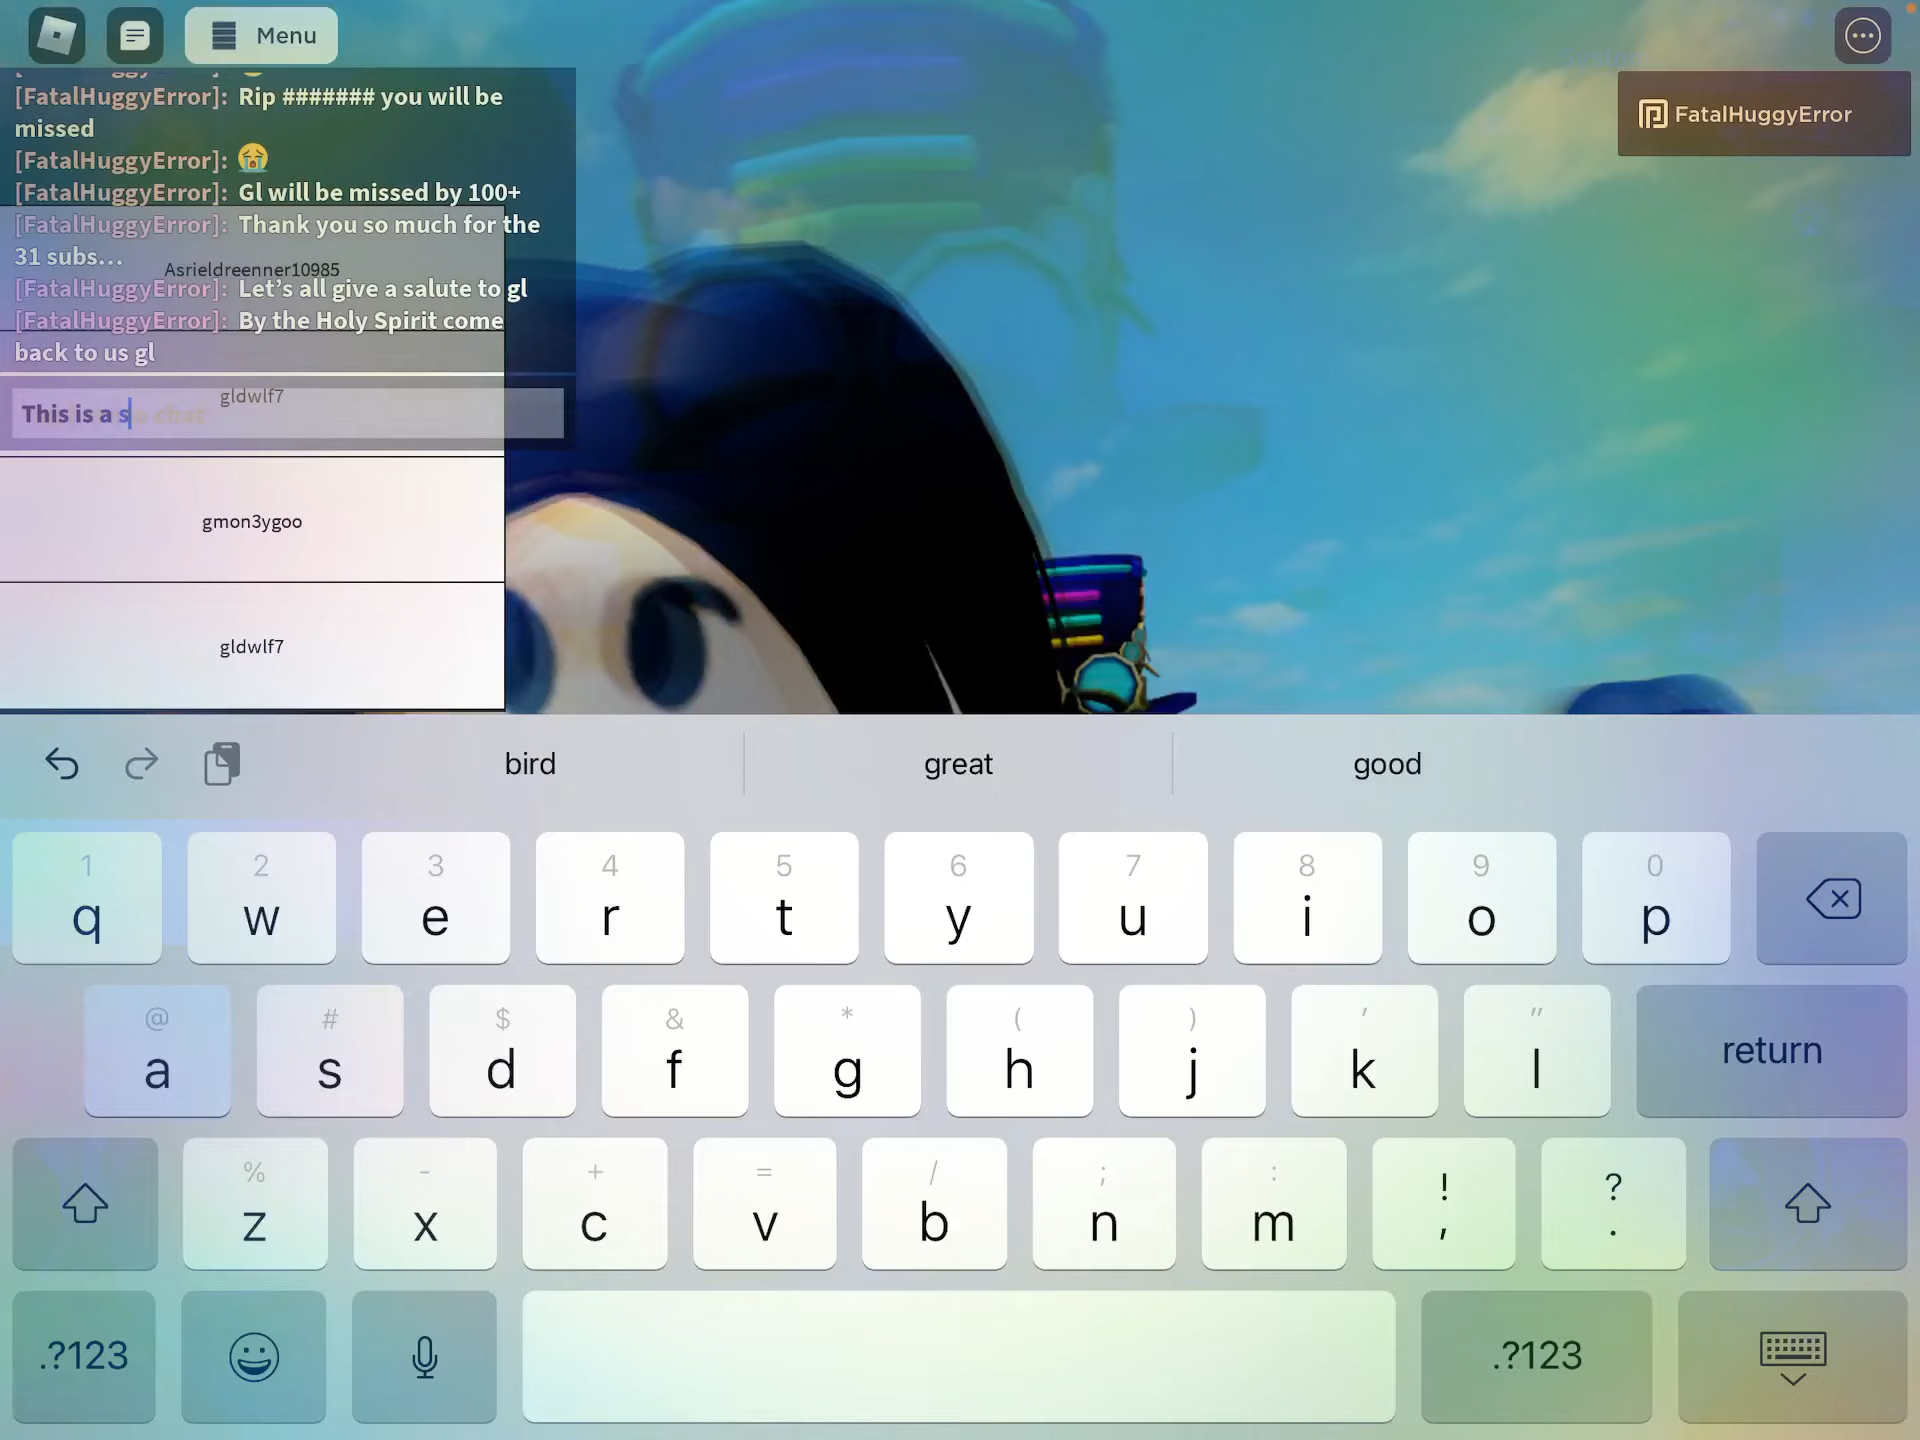 Menu
[FatalHuggyError]: Rip ####### you will be
missed
[FatalHuggyError]: 😭
[FatalHuggyError]: Gl will be missed by 100+
[FatalHuggyError]: Thank you so much for the
31 subs...
Asrieldreenner10985
[FatalHuggyError]: Let's all give a salute to gl
[FatalHuggyError]: By the Holy Spirit come
back to us gl
gldwlf7
This is a s
chat
gmon3ygoo
gldwlf7
FatalHuggyError
bird great good
1 2 3 4 5 6 7 8 9 0
q w e r t y u i o p
@ # $ & * ( ) ' "
a s d f g h j k l return
% - + = / ; : ! ?
z x c v b n m , .
.?123 .?123